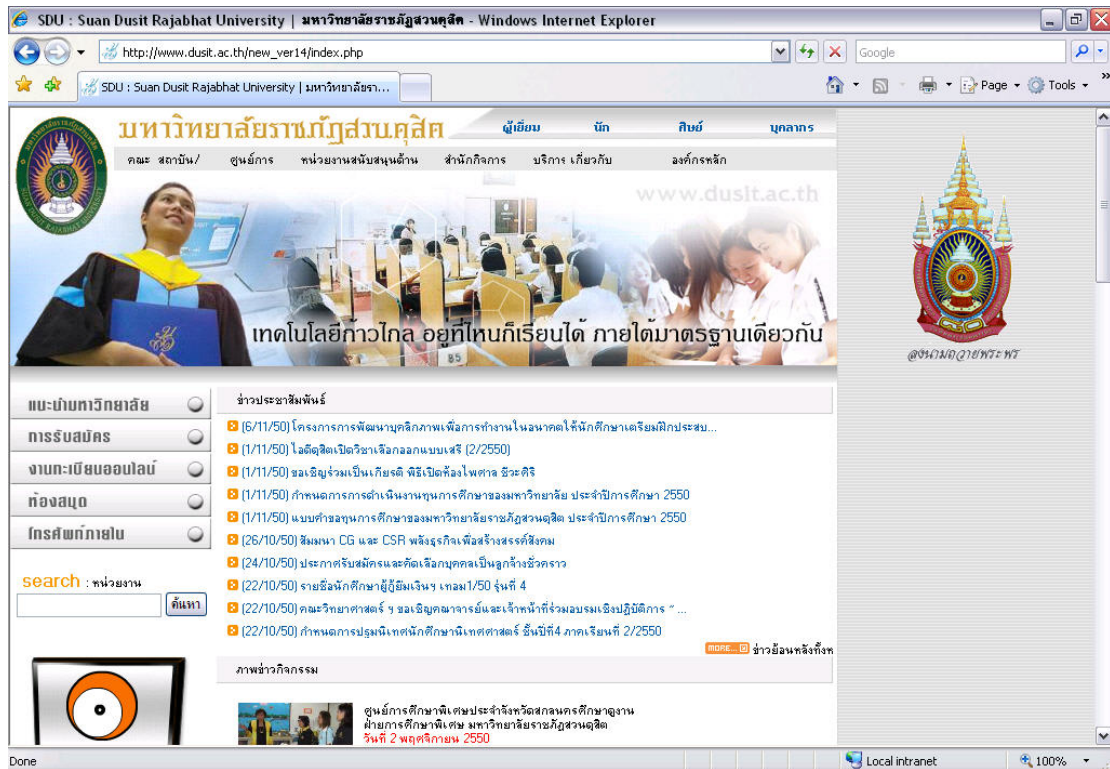 SDU : Suan Dusit Rajabhat University | มหาวิทยาลัยราชภัฏสวนดุสิต - Windows Internet Explorer
http://www.dusit.ac.th/new_ver14/index.php
Google
SDU : Suan Dusit Rajabhat University | มหาวิทยาลัยรา...
Page
Tools
มหาวิทยาลัยราชภัฏสวนดุสิต
ผู้เยี่ยม นัก ศิษย์ บุคลากร
คณะ สถาบัน/ ศูนย์การ หน่วยงานสนับสนุนด้าน สำนักกิจการ บริการ เกี่ยวกับ องค์กรหลัก
www.dusit.ac.th
SUAN DUSIT RAJABHAT UNIVERSITY
เทคโนโลยีก้าวไกล อยู่ที่ไหนก็เรียนได้ ภายใต้มาตรฐานเดียวกัน
85
ลงนามถวายพระพร
แนะนำมหาวิทยาลัย
การรับสมัคร
งานทะเบียนออนไลน์
ห้องสมุด
โทรศัพท์ภายใน
search : หน่วยงาน
ค้นหา
ข่าวประชาสัมพันธ์
(6/11/50) โครงการการพัฒนาบุคลิกภาพเพื่อการทำงานในอนาคตให้นักศึกษาเตรียมฝึกประสบ...
(1/11/50) ไอดีดุสิตเปิดวิชาเลือกออกแบบเสรี (2/2550)
(1/11/50) ขอเชิญร่วมเป็นเกียรติ พิธีเปิดห้องไพศาล ชีวะศิริ
(1/11/50) กำหนดการการดำเนินงานทุนการศึกษาของมหาวิทยาลัย ประจำปีการศึกษา 2550
(1/11/50) แบบคำขอทุนการศึกษาของมหาวิทยาลัยราชภัฏสวนดุสิต ประจำปีการศึกษา 2550
(26/10/50) สัมมนา CG และ CSR พลังธุรกิจเพื่อสร้างสรรค์สังคม
(24/10/50) ประกาศรับสมัครและคัดเลือกบุคคลเป็นลูกจ้างชั่วคราว
(22/10/50) รายชื่อนักศึกษาผู้กู้ยืมเงินฯ เทอม1/50 รุ่นที่ 4
(22/10/50) คณะวิทยาศาสตร์ ฯ ขอเชิญคณาจารย์และเจ้าหน้าที่ร่วมอบรมเชิงปฏิบัติการ “ ...
(22/10/50) กำหนดการปฐมนิเทศนักศึกษานิเทศศาสตร์ ชั้นปีที่4 ภาคเรียนที่ 2/2550
MORE... ข่าวย้อนหลังทั้งห
ภาพข่าวกิจกรรม
ศูนย์การศึกษาพิเศษประจำจังหวัดสกลนครศึกษาดูงาน
ฝ่ายการศึกษาพิเศษ มหาวิทยาลัยราชภัฏสวนดุสิต
วันที่ 2 พฤศจิกายน 2550
Done
Local intranet
100%